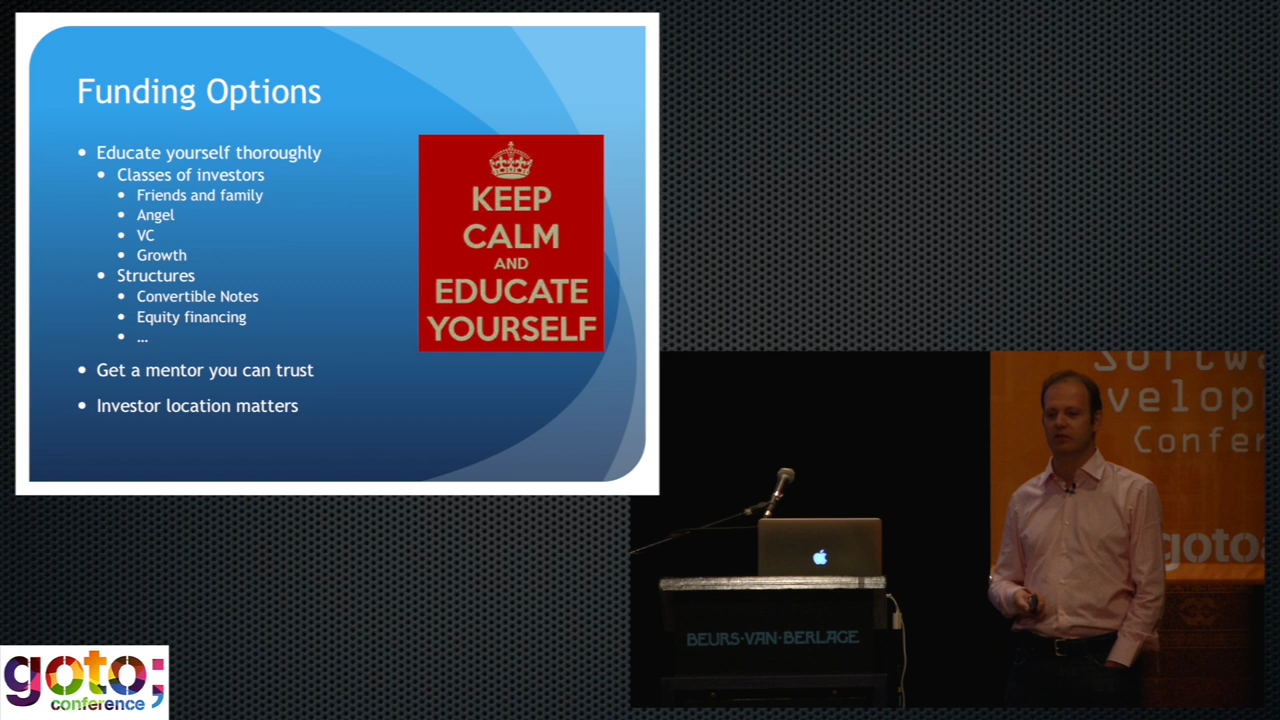 Funding Options
• Educate yourself thoroughly
• Classes of investors
• Friends and family
• Angel
• VC
• Growth
• Structures
• Convertible Notes
• Equity financing
• ...
• Get a mentor you can trust
• Investor location matters
KEEP
CALM
AND
EDUCATE
YOURSELF
BEURS·VAN·BERLAGE
goto
goto;
conference